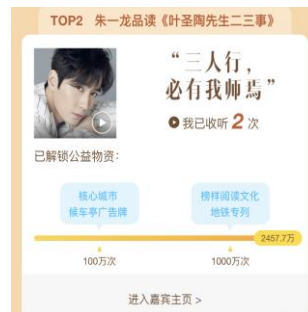 TOP2 朱一龙品读《叶圣陶先生二三事》
“三人行，
必有我师焉”
我已收听 2 次
已解锁公益物资：
核心城市
候车亭广告牌
榜样阅读文化
地铁专列
2457.7万
100万次
1000万次
进入嘉宾主页 >